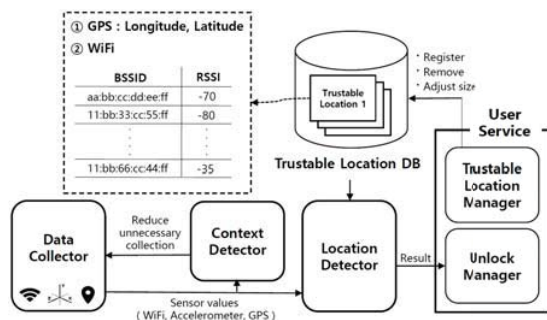 ① GPS : Longitude, Latitude
② WiFi
BSSID RSSI
aa:bb:cc:dd:ee:ff -70
11:bb:33:cc:55:ff -80
11:bb:66:cc:44:ff -35
Trustable
Location 1
Trustable Location DB
· Register
· Remove
· Adjust size
User
Service
Trustable
Location
Manager
Unlock
Manager
Data
Collector
Reduce
unnecessary
collection
Context
Detector
Location
Detector
Result
Sensor values
( WiFi, Accelerometer, GPS )